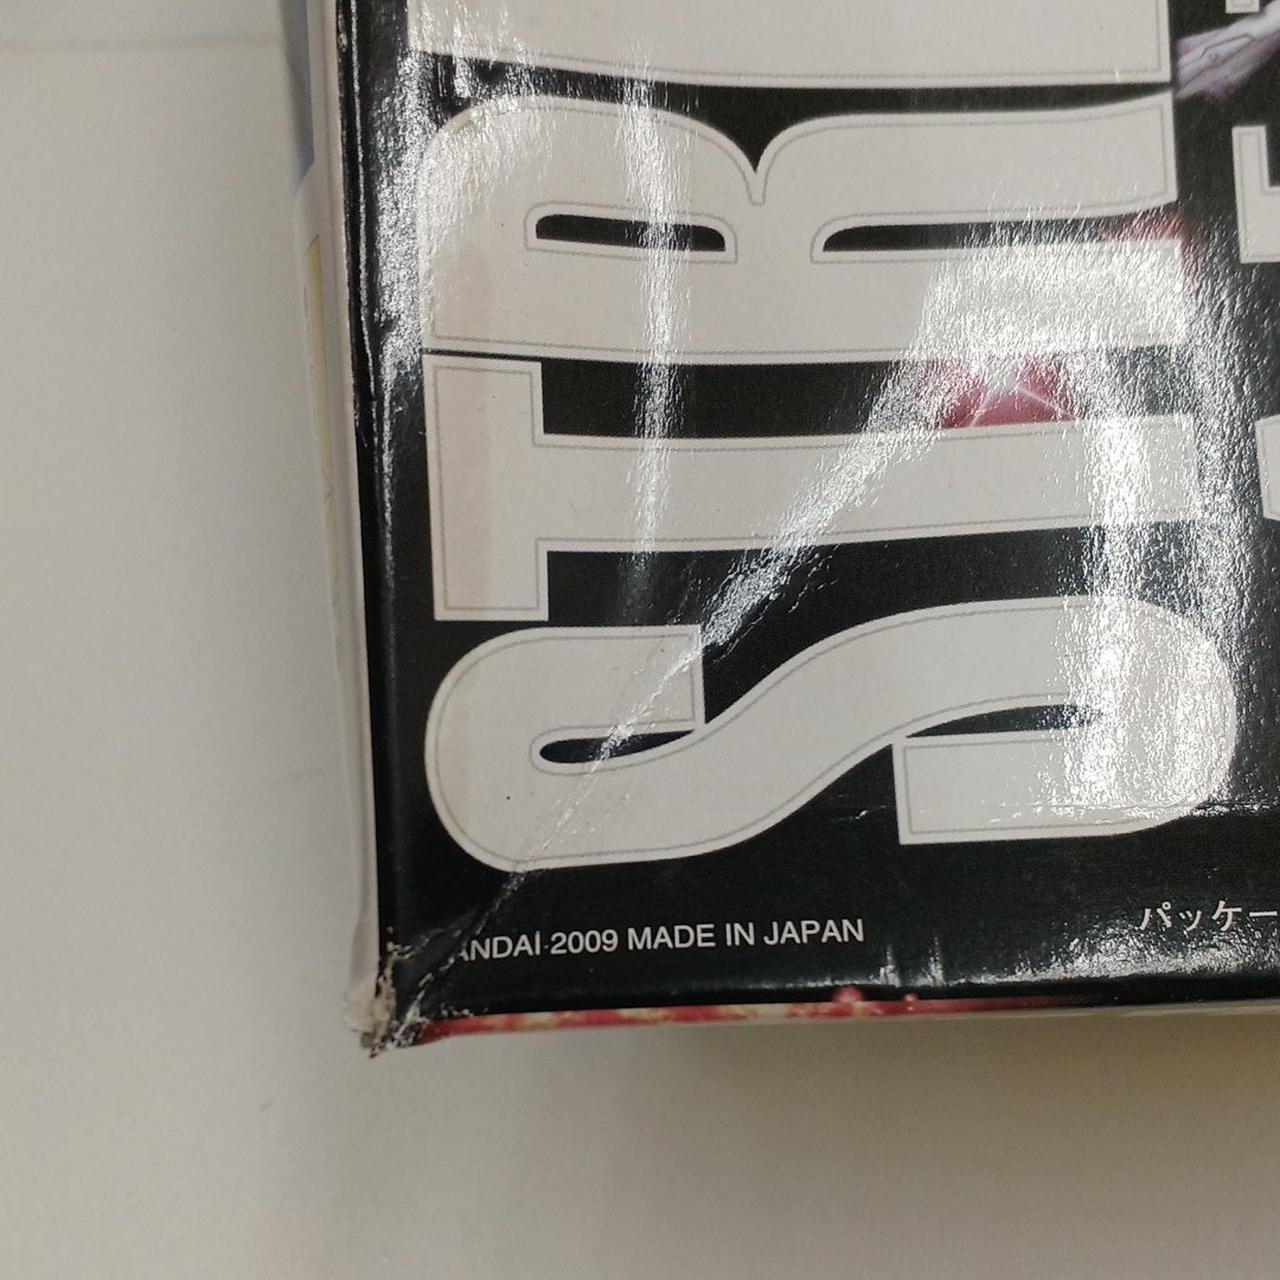 STR
ANDAI 2009 MADE IN JAPAN
パッケー